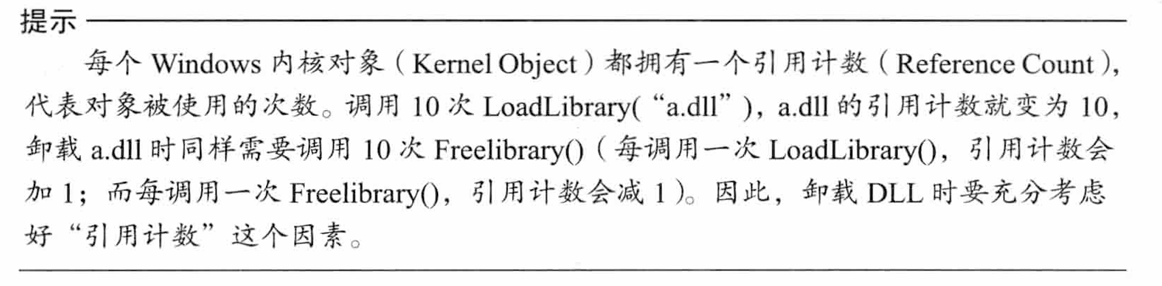 提示
每个 Windows 内核对象（Kernel Object）都拥有一个引用计数（Reference Count），
代表对象被使用的次数。调用 10 次 LoadLibrary(“a.dll”)，a.dll 的引用计数就变为 10，
卸载 a.dll 时同样需要调用 10 次 Freelibrary()（每调用一次 LoadLibrary()，引用计数会
加 1；而每调用一次 Freelibrary()，引用计数会减 1）。因此，卸载 DLL 时要充分考虑
好“引用计数”这个因素。